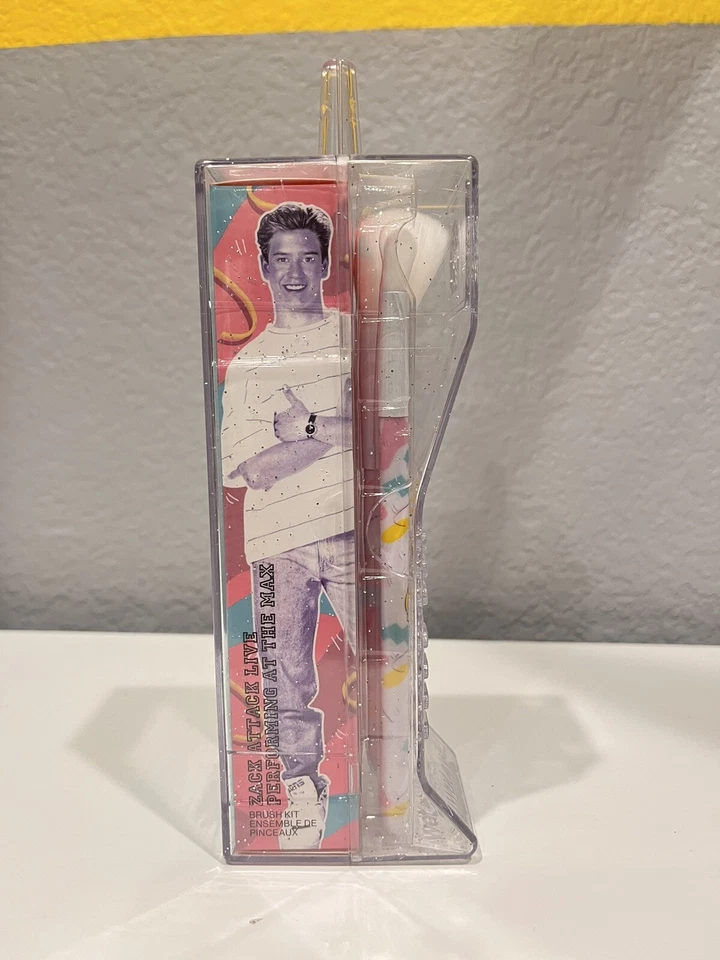 ZACK ATTACK LIVE
PERFORMING AT THE MAX
BRUSH KIT
ENSEMBLE DE
PINCEAUX